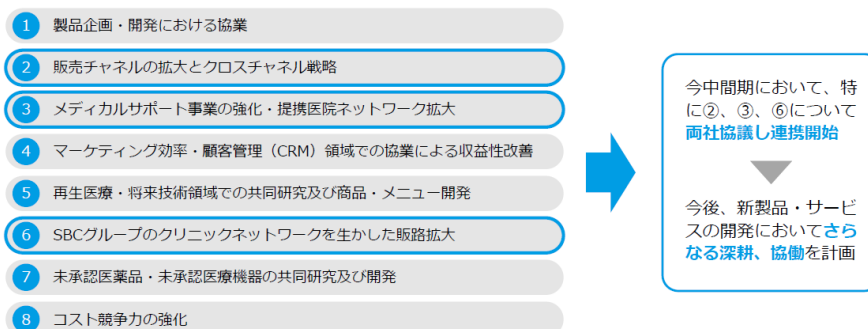 1 製品企画・開発における協業
2 販売チャネルの拡大とクロスチャネル戦略
3 メディカルサポート事業の強化・提携医院ネットワーク拡大
4 マーケティング効率・顧客管理（CRM）領域での協業による収益性改善
5 再生医療・将来技術領域での共同研究及び商品・メニュー開発
6 SBCグループのクリニックネットワークを生かした販路拡大
7 未承認医薬品・未承認医療機器の共同研究及び開発
8 コスト競争力の強化
今中間期において、特
に②、③、⑥について
両社協議し連携開始
今後、新製品・サービ
スの開発においてさら
なる深耕、協働を計画